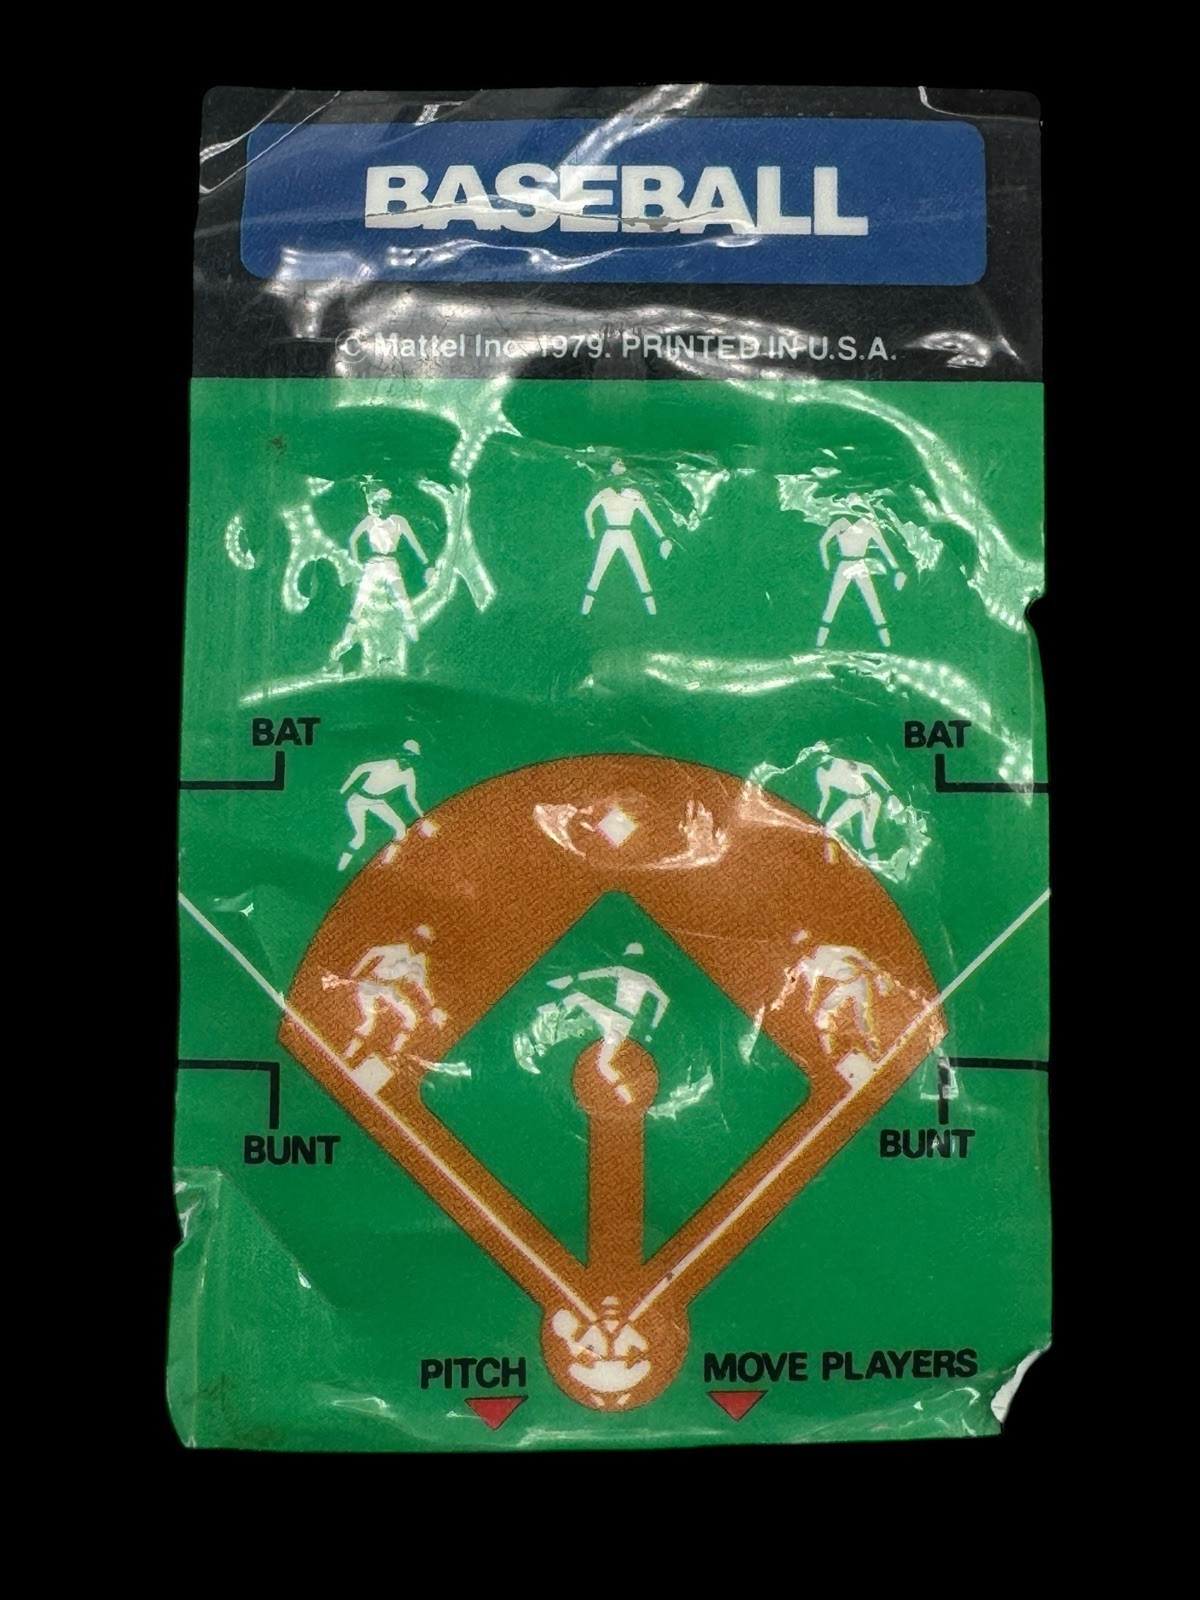 BASEBALL
© Mattel Inc. 1979. PRINTED IN U.S.A.
BAT
BAT
BUNT
BUNT
PITCH
MOVE PLAYERS